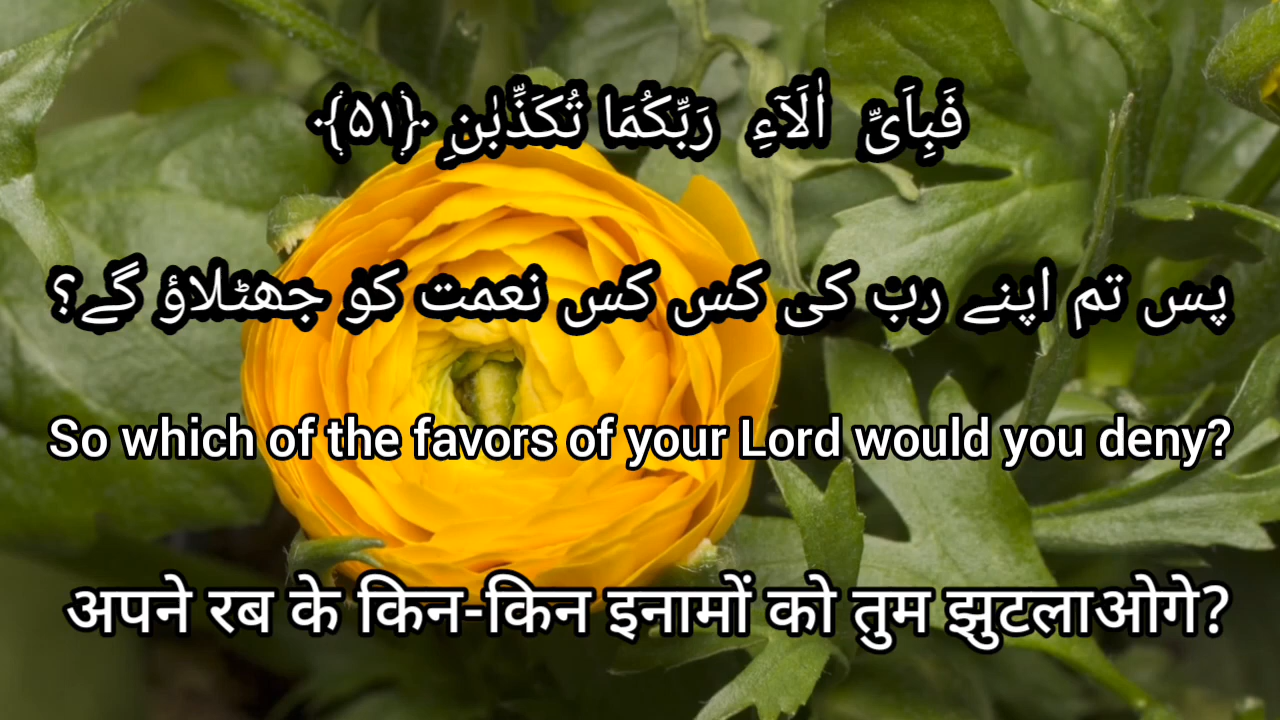 فَبِاَیِّ اٰلَآءِ رَبِّكُمَا تُكَذِّبٰنِ ﴿۵۱﴾
پس تم اپنے رب کی کس کس نعمت کو جھٹلاؤ گے؟
So which of the favors of your Lord would you deny?
अपने रब के किन-किन इनामों को तुम झुटलाओगे?